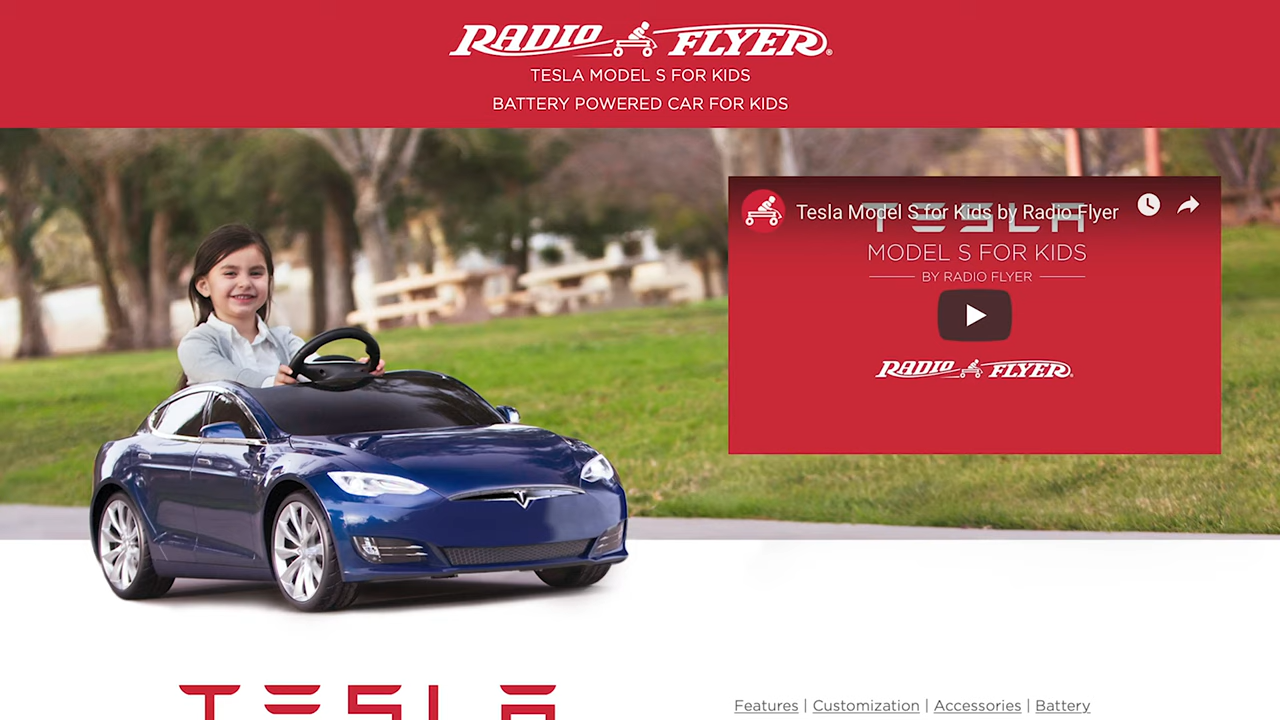 RADIO FLYER®
TESLA MODEL S FOR KIDS
BATTERY POWERED CAR FOR KIDS
Tesla Model S for Kids by Radio Flyer
TESLA
MODEL S FOR KIDS
BY RADIO FLYER
RADIO FLYER®
TESLA
Features | Customization | Accessories | Battery